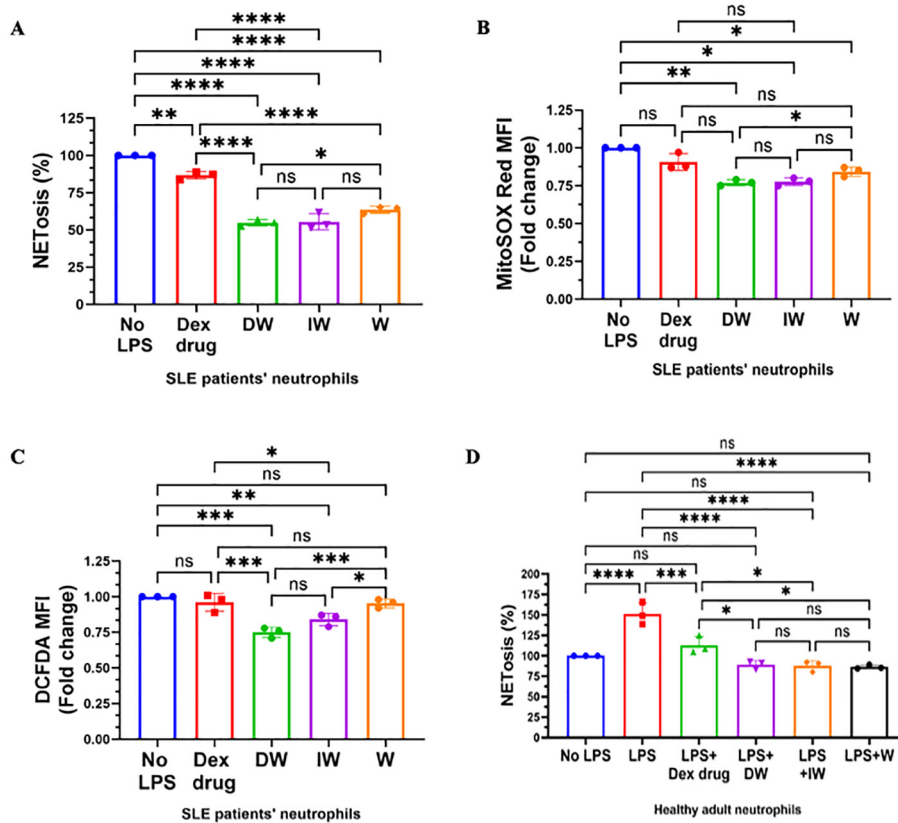 A
****
****
****
****
**
****
****
*
ns
ns
NETosis (%)
125
100
75
50
25
0
No LPS
Dex drug
DW
IW
W
SLE patients' neutrophils
B
ns
*
*
**
ns
ns
ns
*
ns
ns
MitoSOX Red MFI
(Fold change)
1.25
1.00
0.75
0.50
0.25
0.00
No LPS
Dex drug
DW
IW
W
SLE patients' neutrophils
C
*
ns
**
***
ns
ns
***
***
ns
*
DCFDA MFI
(Fold change)
1.25
1.00
0.75
0.50
0.25
0.00
No LPS
Dex drug
DW
IW
W
SLE patients' neutrophils
D
ns
****
ns
****
****
ns
ns
*
****
***
*
*
ns
ns
ns
NETosis (%)
200
175
150
125
100
75
50
25
0
No LPS
LPS
LPS+ Dex drug
LPS+ DW
LPS +IW
LPS+W
Healthy adult neutrophils